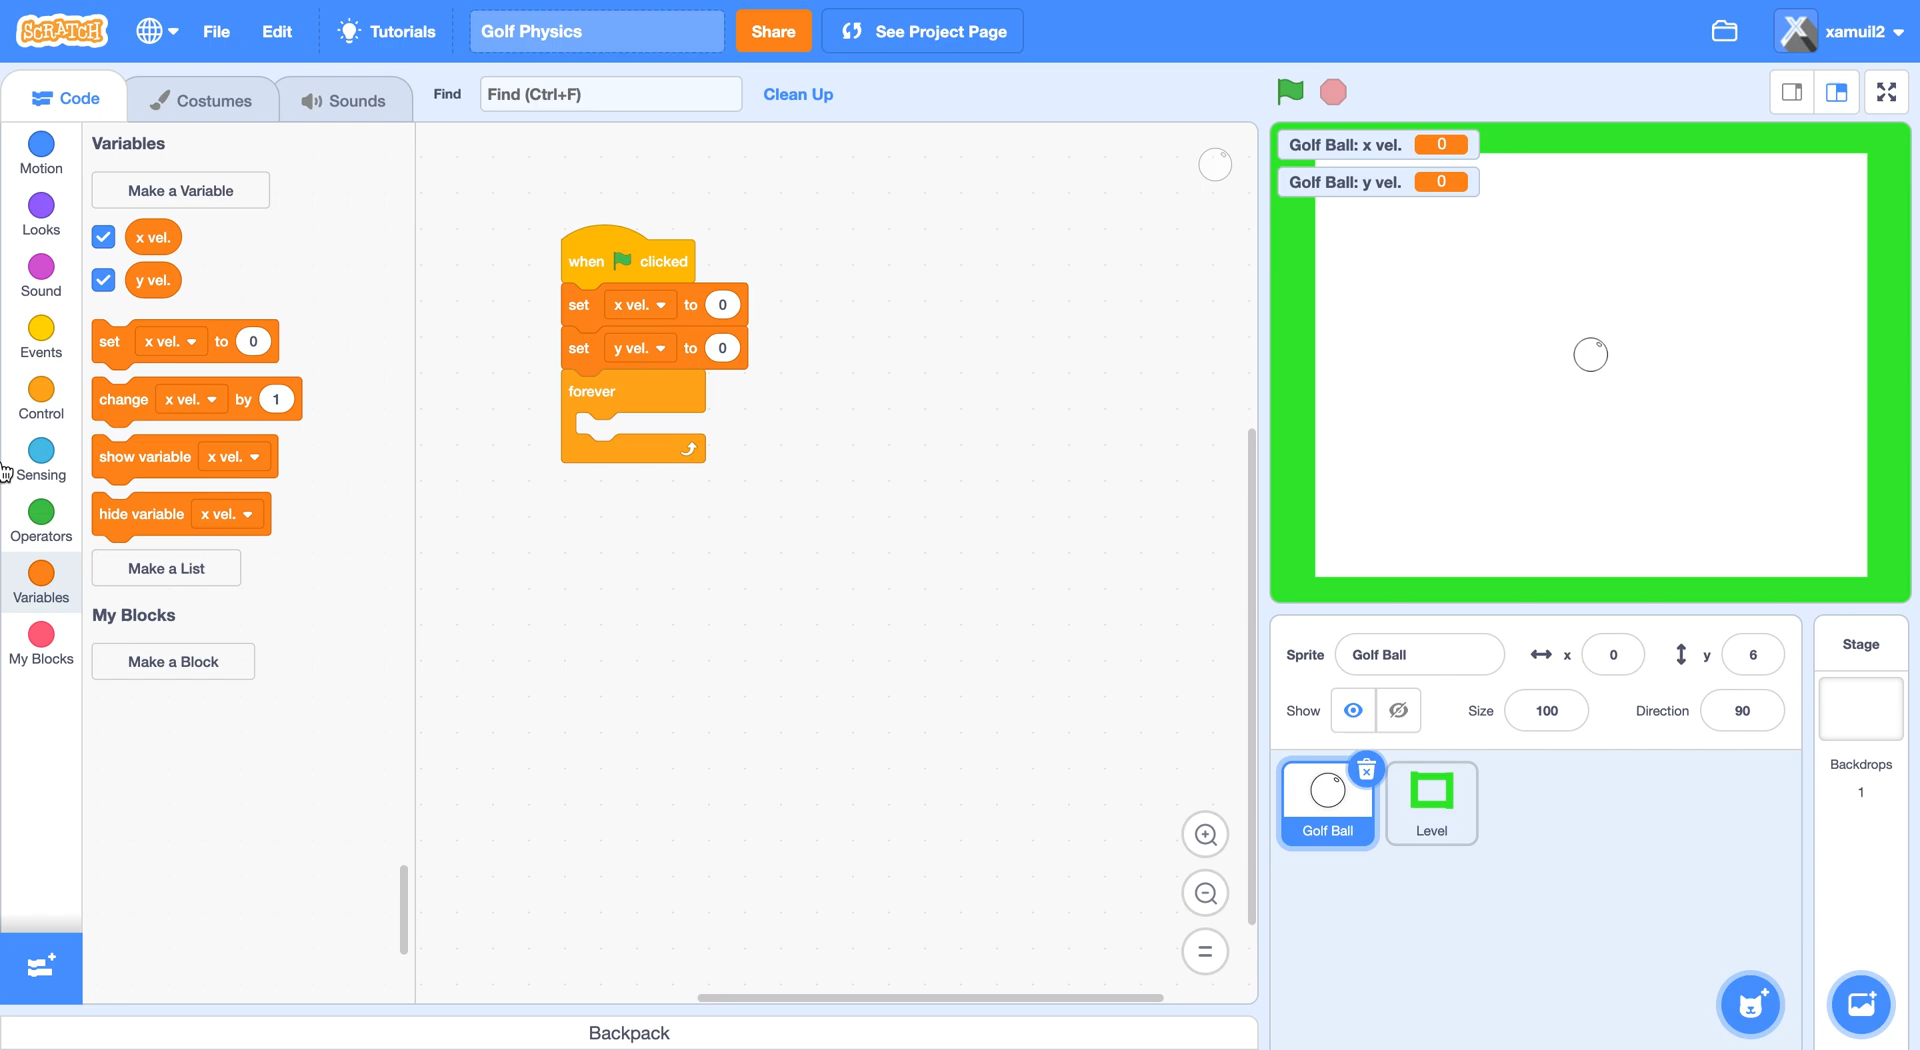 SCRATCH File Edit Tutorials Golf Physics Share See Project Page xamuil2
Code Costumes Sounds Find Find (Ctrl+F) Clean Up
Motion
Looks
Sound
Events
Control
Sensing
Operators
Variables
My Blocks
Variables
Make a Variable
x vel.
y vel.
set x vel. to 0
change x vel. by 1
show variable x vel.
hide variable x vel.
Make a List
My Blocks
Make a Block
when clicked
set x vel. to 0
set y vel. to 0
forever
Backpack
Golf Ball: x vel. 0
Golf Ball: y vel. 0
Sprite Golf Ball x 0 y 6
Show Size 100 Direction 90
Golf Ball Level
Stage
Backdrops
1